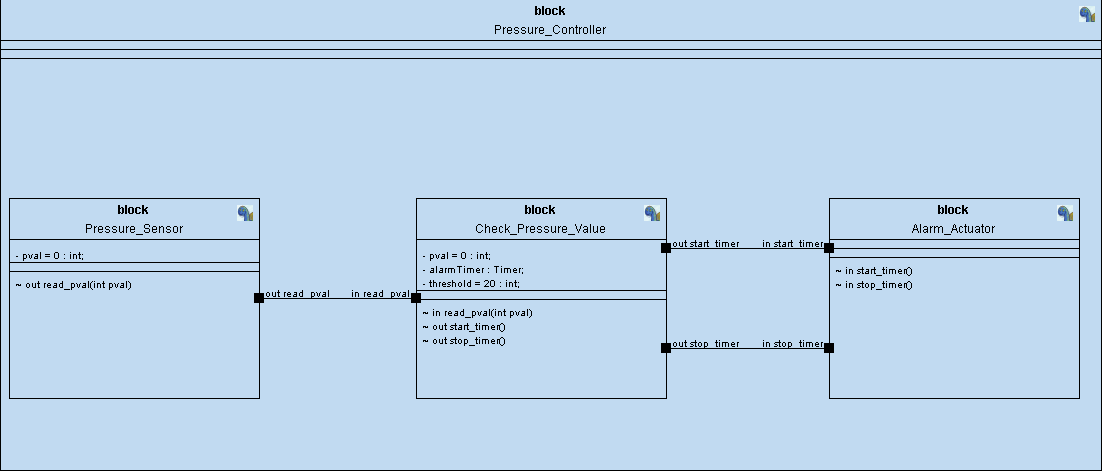 block
Pressure_Controller
block
Pressure_Sensor
- pval = 0 : int;
~ out read_pval(int pval)
out read_pval
in read_pval
block
Check_Pressure_Value
- pval = 0 : int;
- alarmTimer : Timer;
- threshold = 20 : int;
~ in read_pval(int pval)
~ out start_timer()
~ out stop_timer()
out start_timer
in start_timer
out stop_timer
in stop_timer
block
Alarm_Actuator
~ in start_timer()
~ in stop_timer()